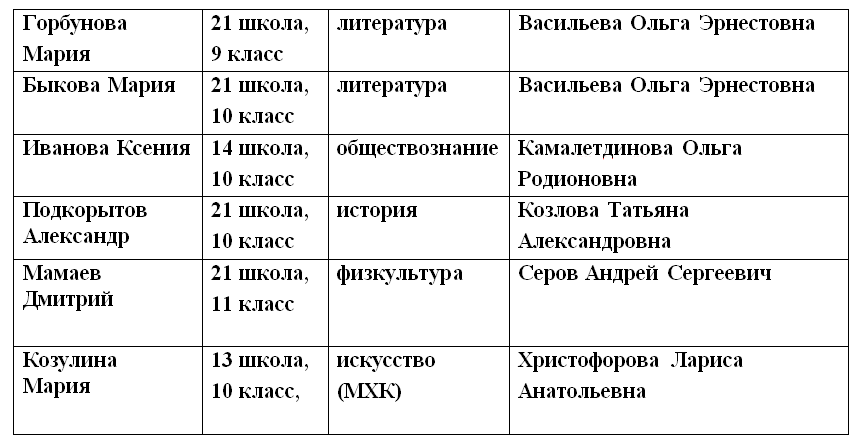 Горбунова 21 школа, литература Васильева Ольга Эрнестовна
Мария 9 класс
Быкова Мария 21 школа, литература Васильева Ольга Эрнестовна
10 класс
Иванова Ксения 14 школа, обществознание Камалетдинова Ольга
10 класс Родионовна
Подкорытов 21 школа, история Козлова Татьяна
Александр 10 класс Александровна
Мамаев 21 школа, физкультура Серов Андрей Сергеевич
Дмитрий 11 класс
Козулина 13 школа, искусство Христофорова Лариса
Мария 10 класс, (МХК) Анатольевна